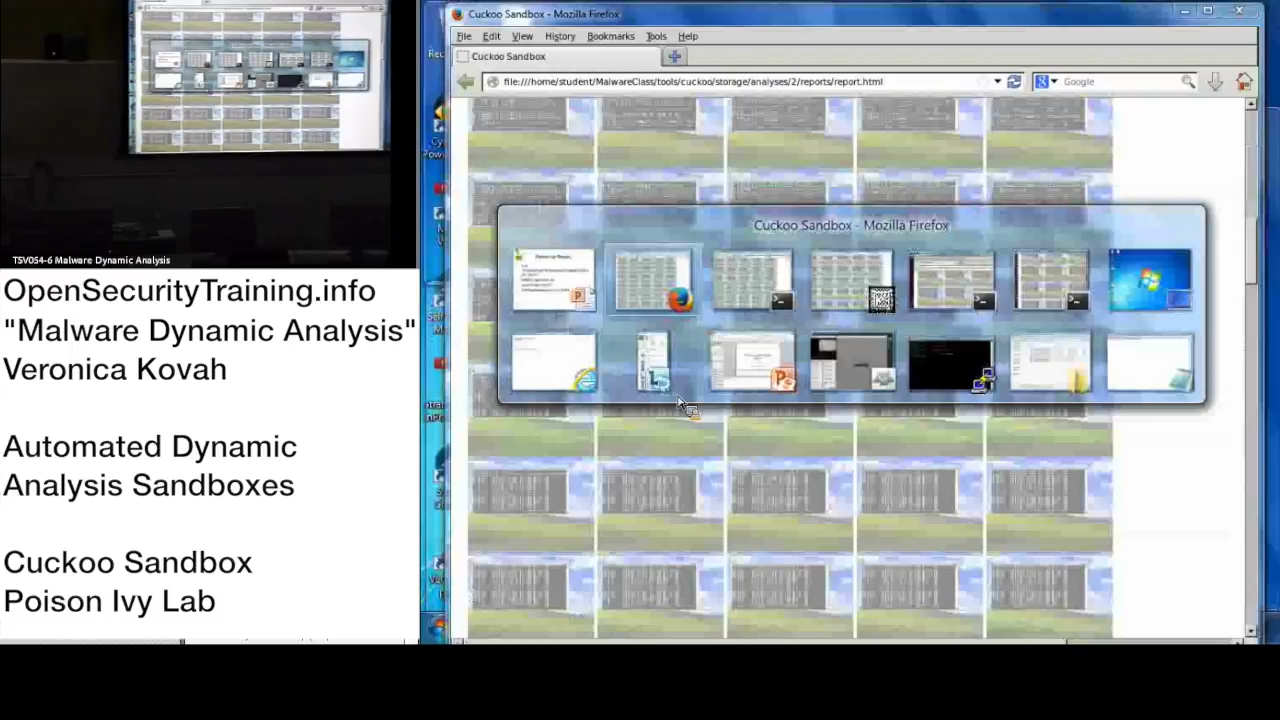 TSV054-6 Malware Dynamic Analysis
OpenSecurityTraining.info
"Malware Dynamic Analysis"
Veronica Kovah
Automated Dynamic
Analysis Sandboxes
Cuckoo Sandbox
Poison Ivy Lab
Cuckoo Sandbox - Mozilla Firefox
File Edit View History Bookmarks Tools Help
Cuckoo Sandbox
file:///home/student/MalwareClass/tools/cuckoo/storage/analyses/2/reports/report.html
Google
Cuckoo Sandbox - Mozilla Firefox